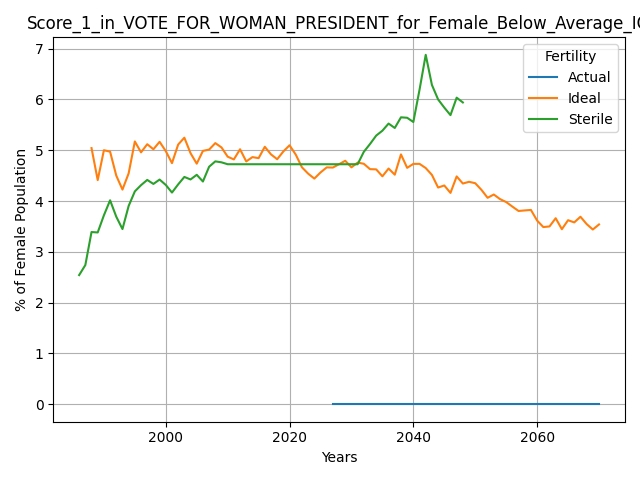 Score_1_in_VOTE_FOR_WOMAN_PRESIDENT_for_Female_Below_Average_IQ
Fertility
Actual
Ideal
Sterile
% of Female Population
7
6
5
4
3
2
1
0
2000 2020 2040 2060
Years